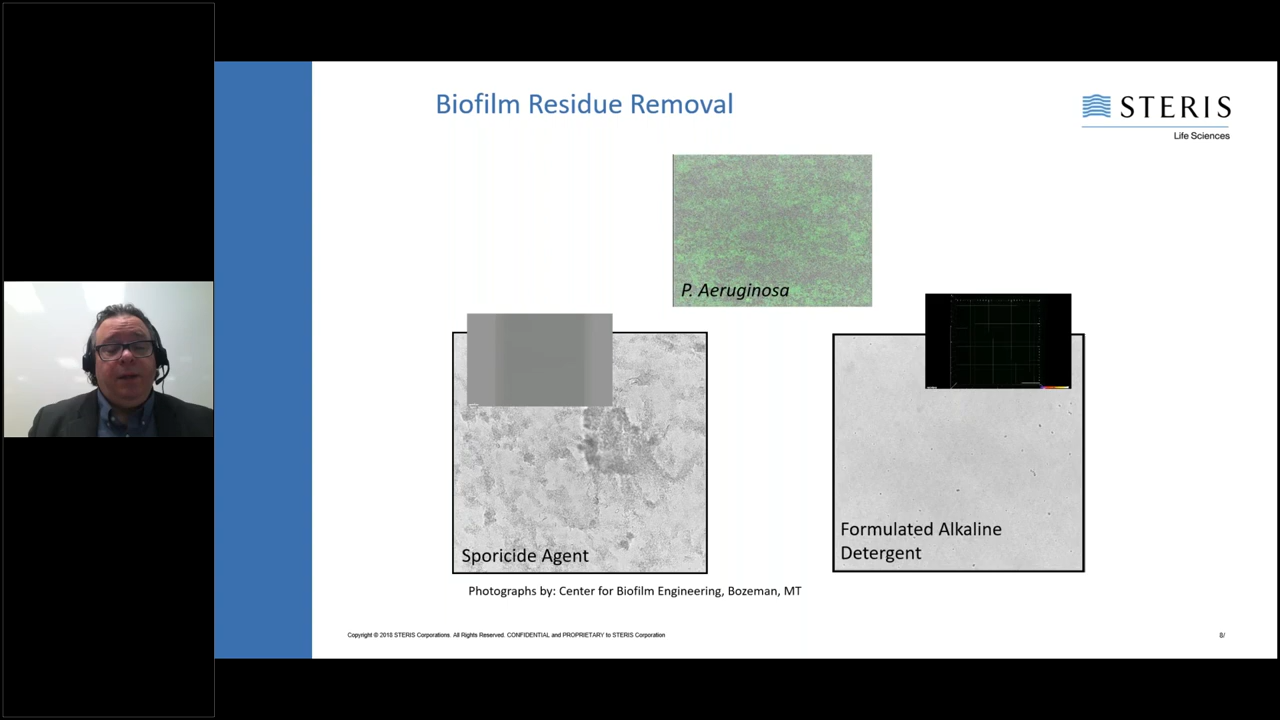 Biofilm Residue Removal
STERIS
Life Sciences
P. Aeruginosa
Sporicide Agent
Formulated Alkaline
Detergent
Photographs by: Center for Biofilm Engineering, Bozeman, MT
Copyright © 2018 STERIS Corporations. All Rights Reserved. CONFIDENTIAL and PROPRIETARY to STERIS Corporation
8/